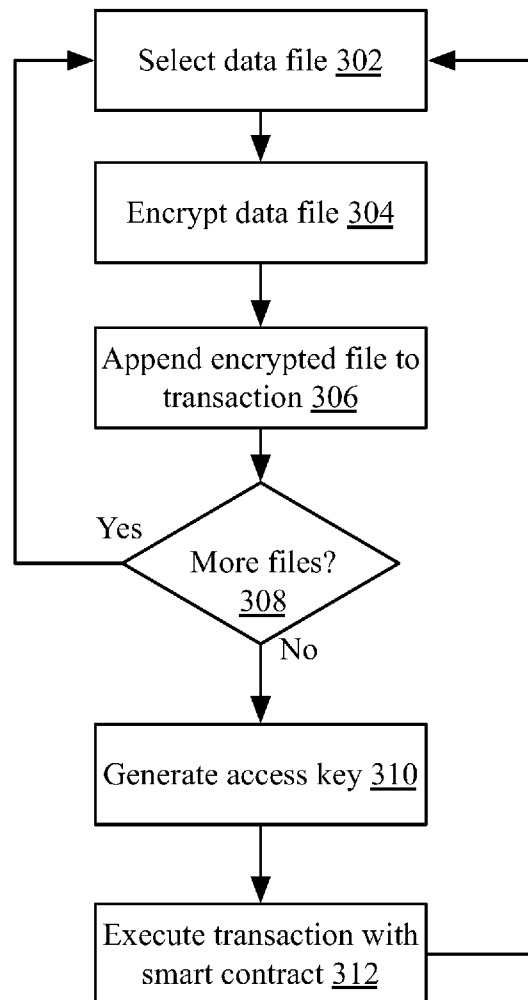 Select data file 302
Encrypt data file 304
Append encrypted file to
transaction 306
Yes
More files?
308
No
Generate access key 310
Execute transaction with
smart contract 312